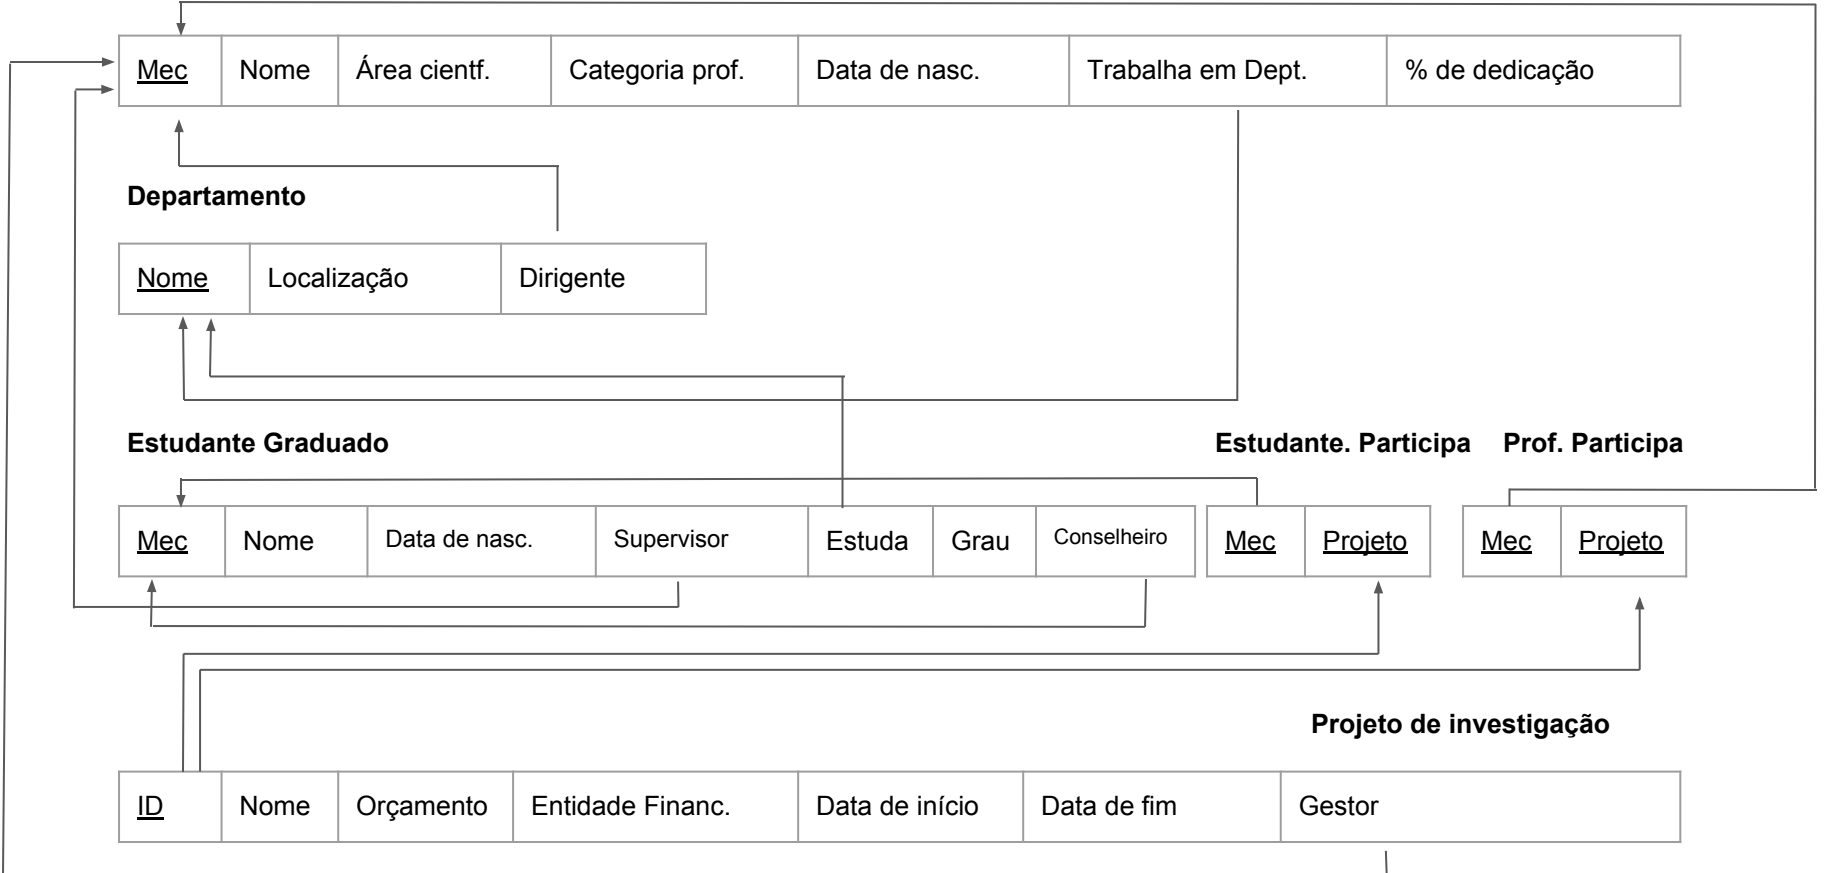 Mec Nome Área cientf. Categoria prof. Data de nasc. Trabalha em Dept. % de dedicação
Departamento
Nome Localização Dirigente
Estudante Graduado Estudante. Participa Prof. Participa
Mec Nome Data de nasc. Supervisor Estuda Grau Conselheiro Mec Projeto Mec Projeto
Projeto de investigação
ID Nome Orçamento Entidade Financ. Data de início Data de fim Gestor